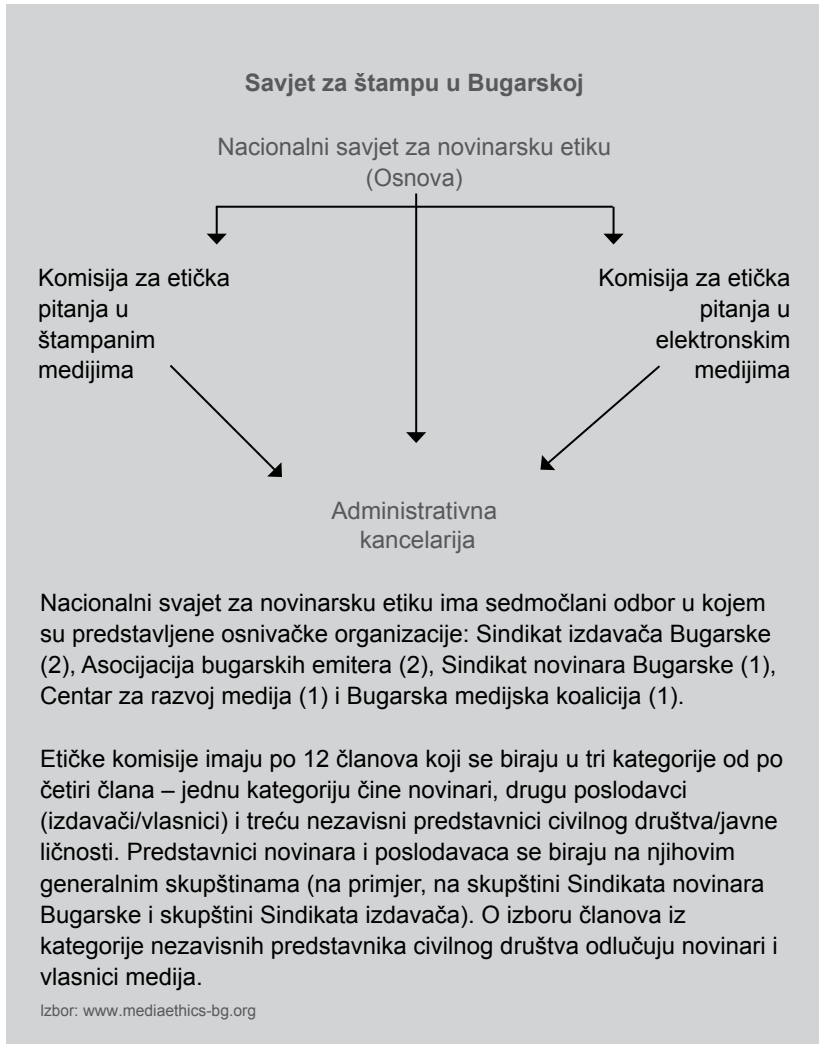 Savjet za štampu u Bugarskoj
Nacionalni savjet za novinarsku etiku
(Osnova)
Komisija za etička
pitanja u
štampanim
medijima
Komisija za etička
pitanja u
elektronskim
medijima
Administrativna
kancelarija
Nacionalni svajet za novinarsku etiku ima sedmočlani odbor u kojem
su predstavljene osnivačke organizacije: Sindikat izdavača Bugarske
(2), Asocijacija bugarskih emitera (2), Sindikat novinara Bugarske (1),
Centar za razvoj medija (1) i Bugarska medijska koalicija (1).
Etičke komisije imaju po 12 članova koji se biraju u tri kategorije od po
četiri člana – jednu kategoriju čine novinari, drugu poslodavci
(izdavači/vlasnici) i treću nezavisni predstavnici civilnog društva/javne
ličnosti. Predstavnici novinara i poslodavaca se biraju na njihovim
generalnim skupštinama (na primjer, na skupštini Sindikata novinara
Bugarske i skupštini Sindikata izdavača). O izboru članova iz
kategorije nezavisnih predstavnika civilnog društva odlučuju novinari i
vlasnici medija.
Izbor: www.mediaethics-bg.org